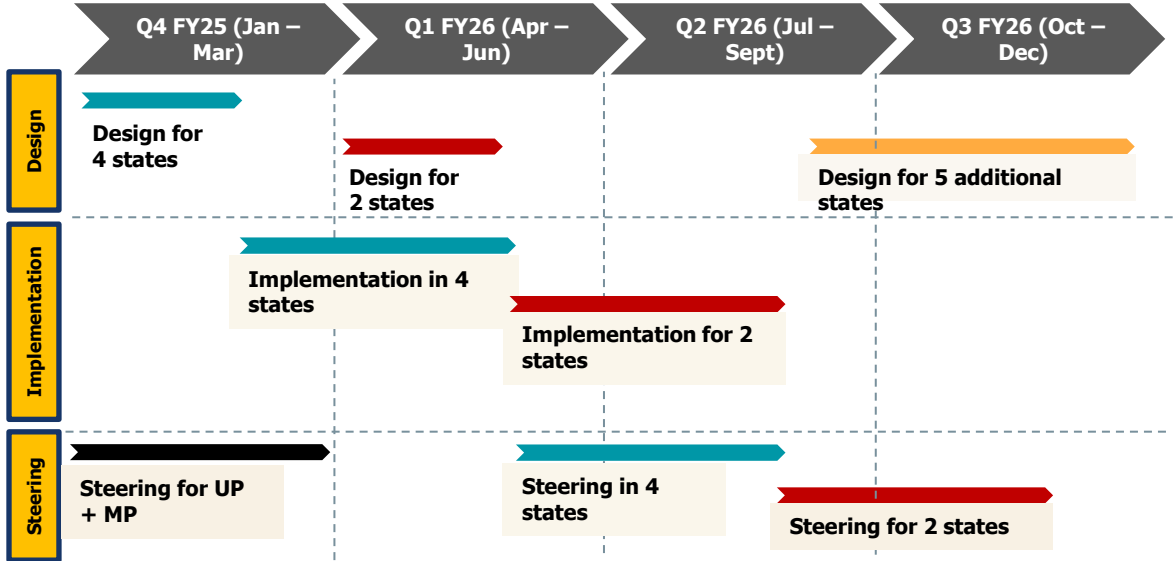 Q4 FY25 (Jan –
Mar)
Q1 FY26 (Apr –
Jun)
Q2 FY26 (Jul –
Sept)
Q3 FY26 (Oct –
Dec)
Design
Design for
4 states
Design for
2 states
Design for 5 additional
states
Implementation
Implementation in 4
states
Implementation for 2
states
Steering
Steering for UP
+ MP
Steering in 4
states
Steering for 2 states